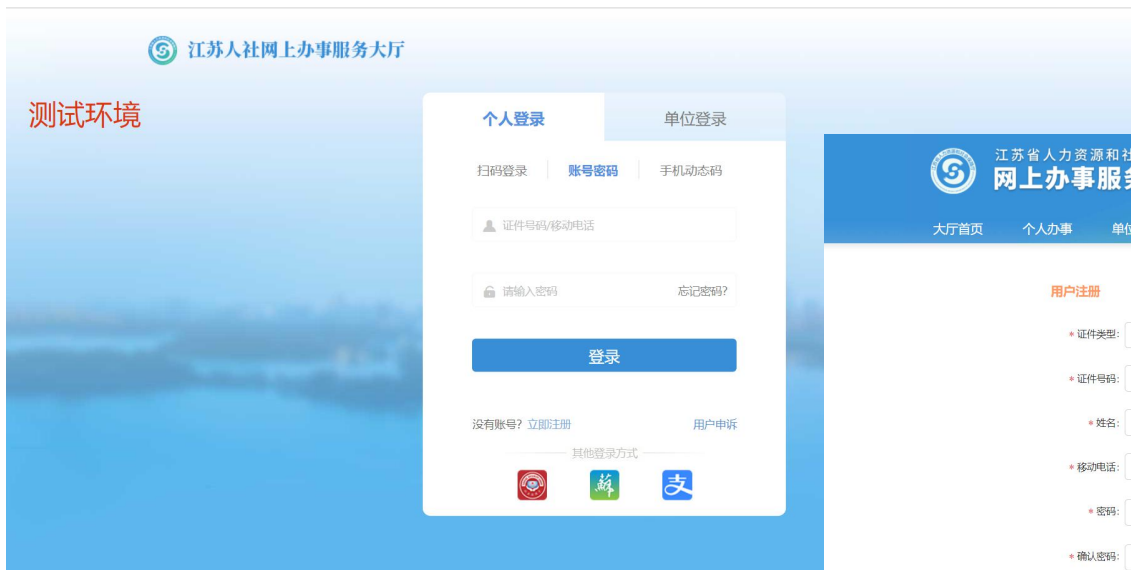 江苏人社网上办事服务大厅
测试环境
个人登录 单位登录
扫码登录 账号密码 手机动态码
证件号码/移动电话
请输入密码 忘记密码?
登录
没有账号? 立即注册 用户申诉
其他登录方式
蘇
支
江苏省人力资源和社
网上办事服务
大厅首页 个人办事 单位
用户注册
* 证件类型:
* 证件号码:
* 姓名:
* 移动电话:
* 密码:
* 确认密码: